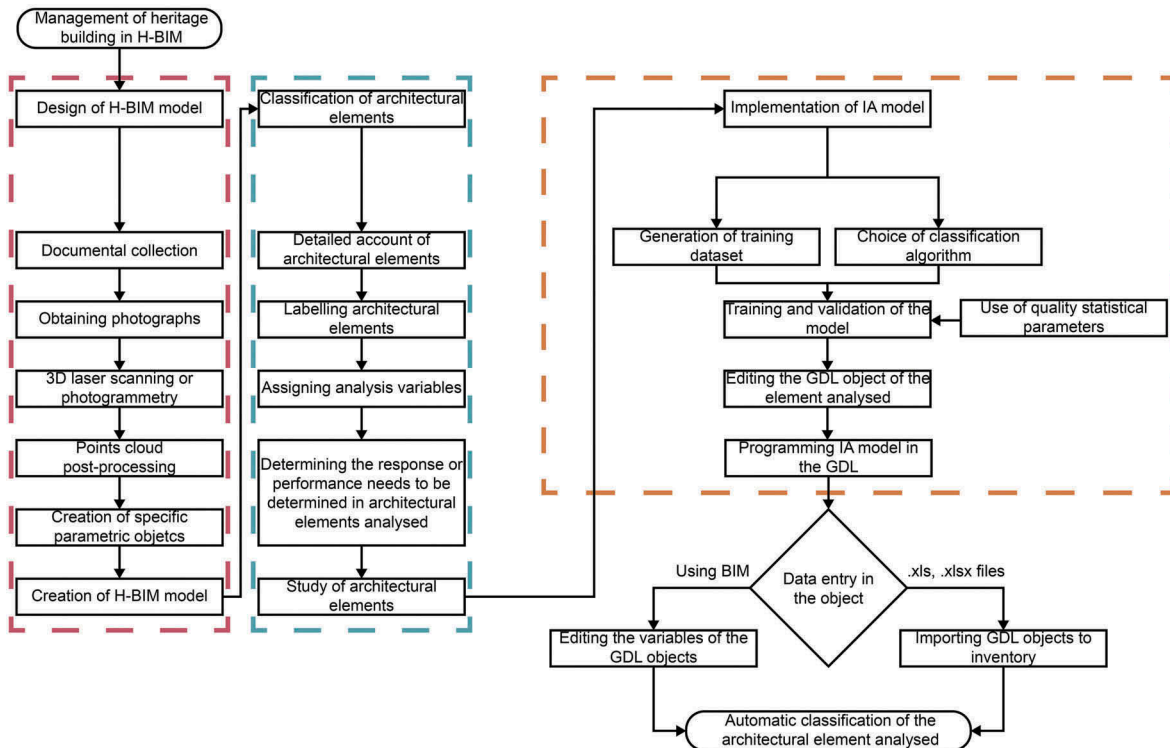 Management of heritage
building in H-BIM
Design of H-BIM model
Documental collection
Obtaining photographs
3D laser scanning or
photogrammetry
Points cloud
post-processing
Creation of specific
parametric objetcs
Creation of H-BIM model
Classification of architectural
elements
Detailed account of
architectural elements
Labelling architectural
elements
Assigning analysis variables
Determining the response or
performance needs to be
determined in architectural
elements analysed
Study of architectural
elements
Implementation of IA model
Generation of training
dataset
Choice of classification
algorithm
Training and validation of the
model
Use of quality statistical
parameters
Editing the GDL object of the
element analysed
Programming IA model in
the GDL
Data entry in
the object
Using BIM
.xls, .xlsx files
Editing the variables of the
GDL objects
Importing GDL objects to
inventory
Automatic classification of the
architectural element analysed